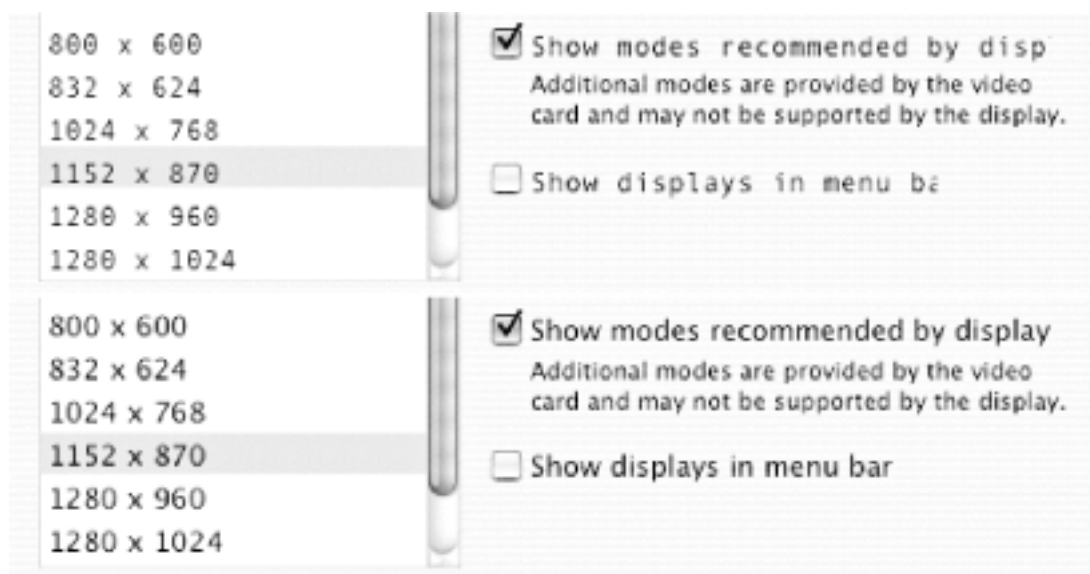 800 x 600
832 x 624
1024 x 768
1152 x 870
1280 x 960
1280 x 1024
Show modes recommended by disp
Additional modes are provided by the video
card and may not be supported by the display.
Show displays in menu ba
800 x 600
832 x 624
1024 x 768
1152 x 870
1280 x 960
1280 x 1024
Show modes recommended by display
Additional modes are provided by the video
card and may not be supported by the display.
Show displays in menu bar